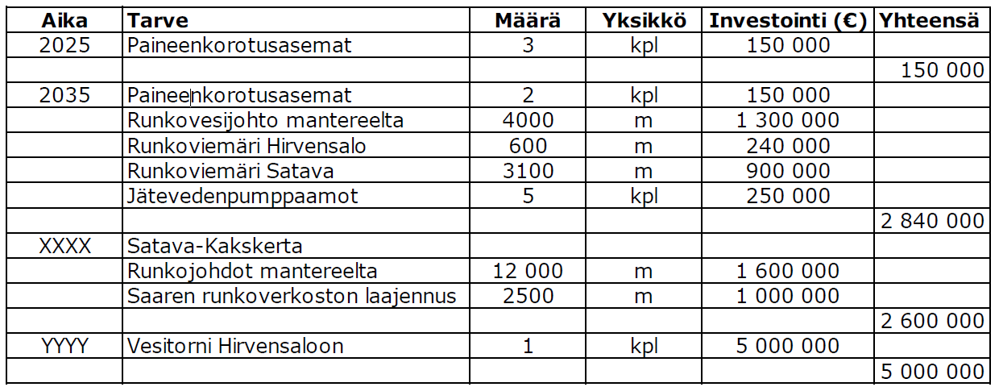 Aika Tarve Määrä Yksikkö Investointi (€) Yhteensä
2025 Paineenkorotusasemat 3 kpl 150 000
150 000
2035 Paineenkorotusasemat 2 kpl 150 000
Runkovesijohto mantereelta 4000 m 1 300 000
Runkoviemäri Hirvensalo 600 m 240 000
Runkoviemäri Satava 3100 m 900 000
Jätevedenpumppaamot 5 kpl 250 000
2 840 000
XXXX Satava-Kakskerta
Runkojohdot mantereelta 12 000 m 1 600 000
Saaren runkoverkoston laajennus 2500 m 1 000 000
2 600 000
YYYY Vesitorni Hirvensaloon 1 kpl 5 000 000
5 000 000